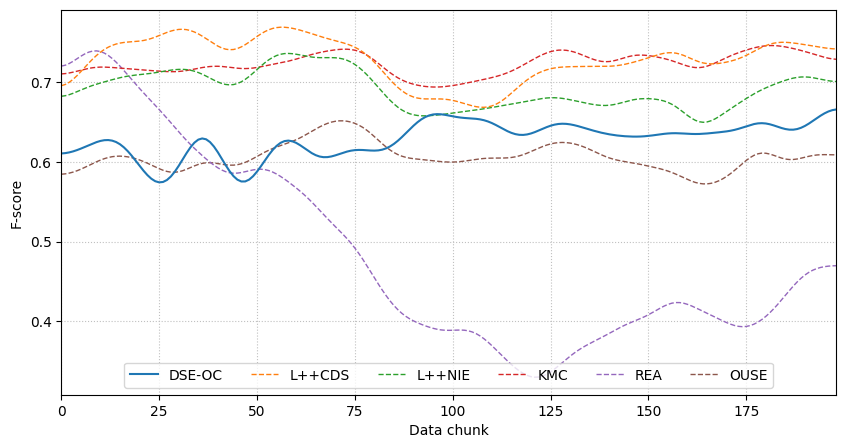 F-score
0.7
0.6
0.5
0.4
DSE-OC L++CDS L++NIE KMC REA OUSE
0 25 50 75 100 125 150 175
Data chunk